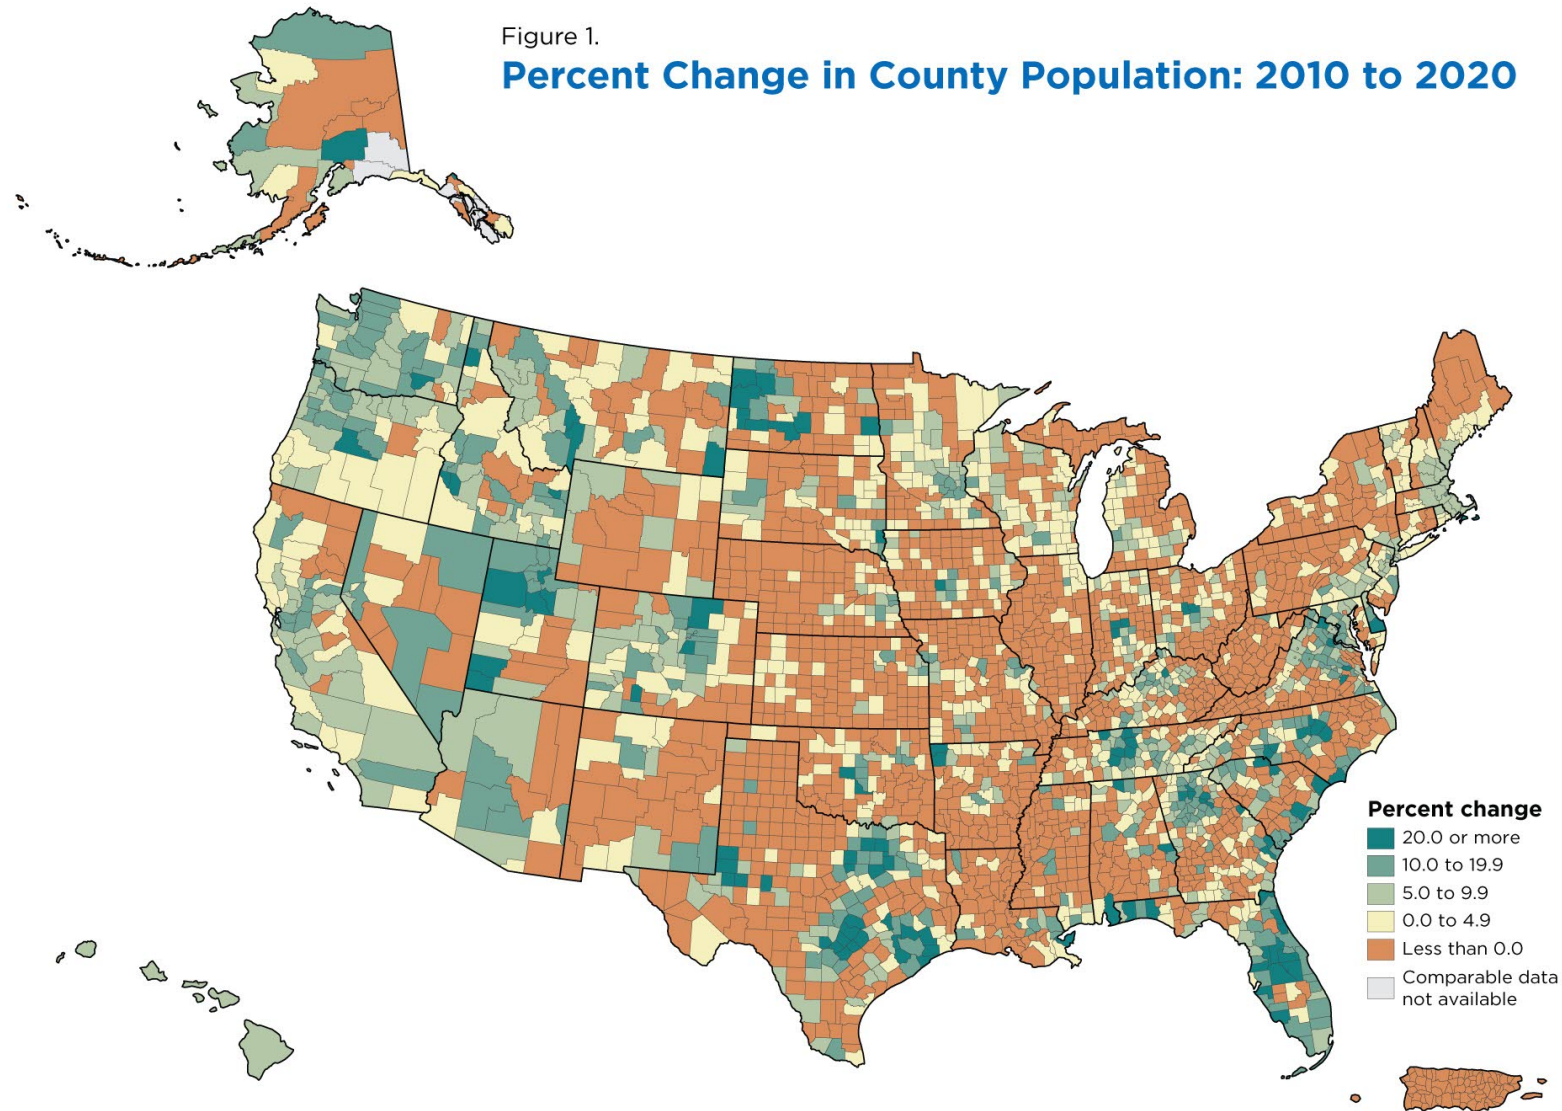 Figure 1.
Percent Change in County Population: 2010 to 2020
Percent change
20.0 or more
10.0 to 19.9
5.0 to 9.9
0.0 to 4.9
Less than 0.0
Comparable data
not available